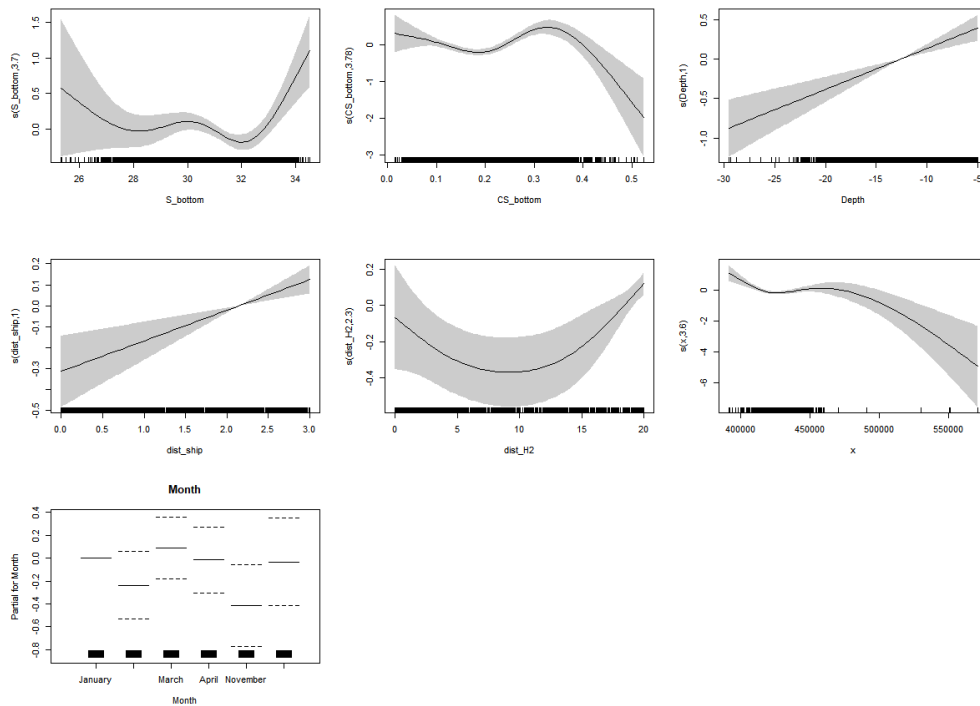 s(S_bottom,3.7)
1.5
1.0
0.5
0.0
26 28 30 32 34
S_bottom
s(CS_bottom,3.78)
0
-1
-2
-3
0.0 0.1 0.2 0.3 0.4 0.5
CS_bottom
s(Depth,1)
0.5
0.0
-0.5
-1.0
-30 -25 -20 -15 -10 -5
Depth
s(dist_ship,1)
0.2
0.1
0.0
-0.1
-0.3
-0.5
0.0 0.5 1.0 1.5 2.0 2.5 3.0
dist_ship
s(dist_H2,2.3)
0.2
0.0
-0.2
-0.4
0 5 10 15 20
dist_H2
s(x,3.6)
0
-2
-4
-6
400000 450000 500000 550000
x
Month
Partial for Month
0.4
0.2
0.0
-0.2
-0.4
-0.6
-0.8
January March April November
Month